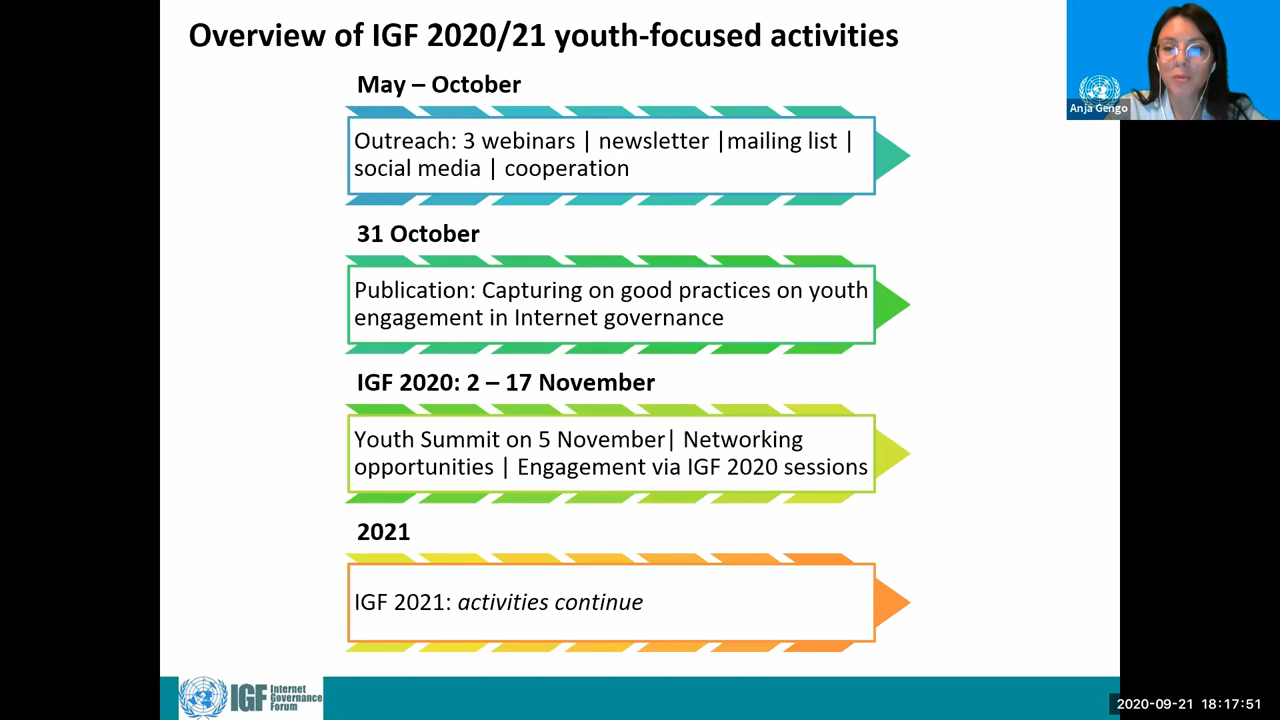 Overview of IGF 2020/21 youth-focused activities
Anja Gengo
May – October
Outreach: 3 webinars | newsletter |mailing list |
social media | cooperation
31 October
Publication: Capturing on good practices on youth
engagement in Internet governance
IGF 2020: 2 – 17 November
Youth Summit on 5 November| Networking
opportunities | Engagement via IGF 2020 sessions
2021
IGF 2021: activities continue
IGF Internet
Governance
Forum
2020-09-21 18:17:51